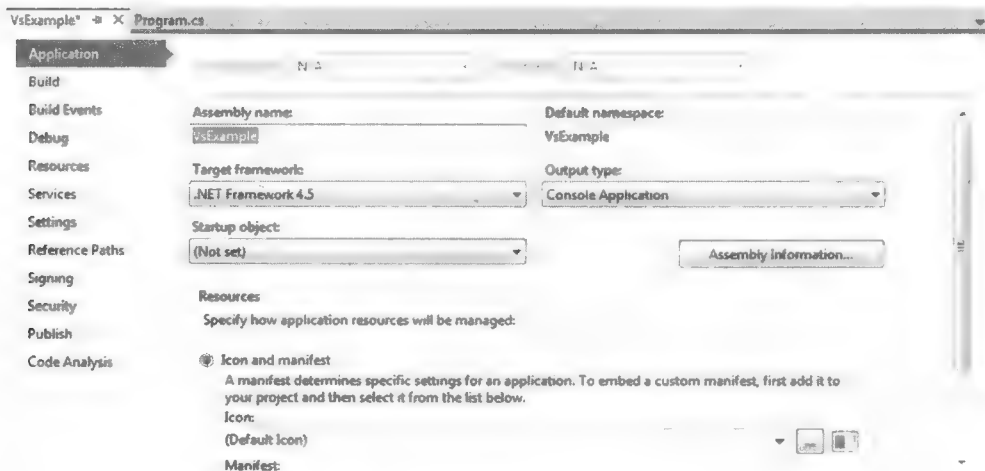 VsExample* Program.cs
Application
Build
Build Events
Debug
Resources
Services
Settings
Reference Paths
Signing
Security
Publish
Code Analysis
N/A N/A
Assembly name: Default namespace:
VsExample VsExample
Target framework: Output type:
.NET Framework 4.5 Console Application
Startup object:
(Not set) Assembly Information...
Resources
Specify how application resources will be managed:
Icon and manifest
A manifest determines specific settings for an application. To embed a custom manifest, first add it to
your project and then select it from the list below.
Icon:
(Default Icon)
Manifest: